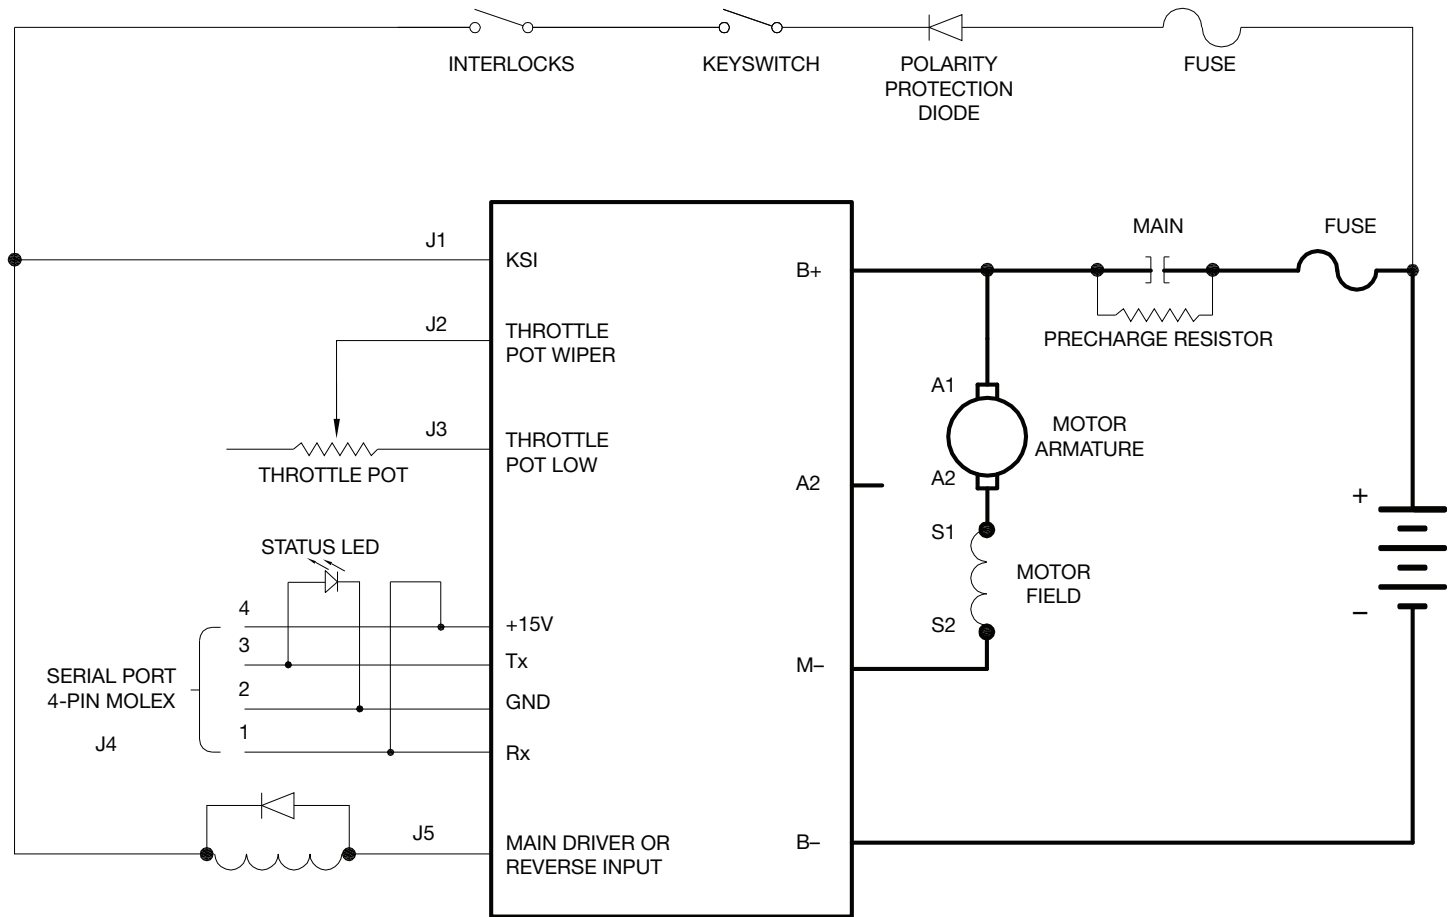 INTERLOCKS
KEYSWITCH
POLARITY
PROTECTION
DIODE
FUSE
J1
KSI
B+
MAIN
FUSE
J2
THROTTLE
POT WIPER
PRECHARGE RESISTOR
J3
THROTTLE
POT LOW
THROTTLE POT
A1
MOTOR
ARMATURE
A2
A2
+
–
STATUS LED
S1
MOTOR
FIELD
S2
4
+15V
3
Tx
SERIAL PORT
4-PIN MOLEX
2
GND
M–
1
Rx
J4
J5
MAIN DRIVER OR
REVERSE INPUT
B–